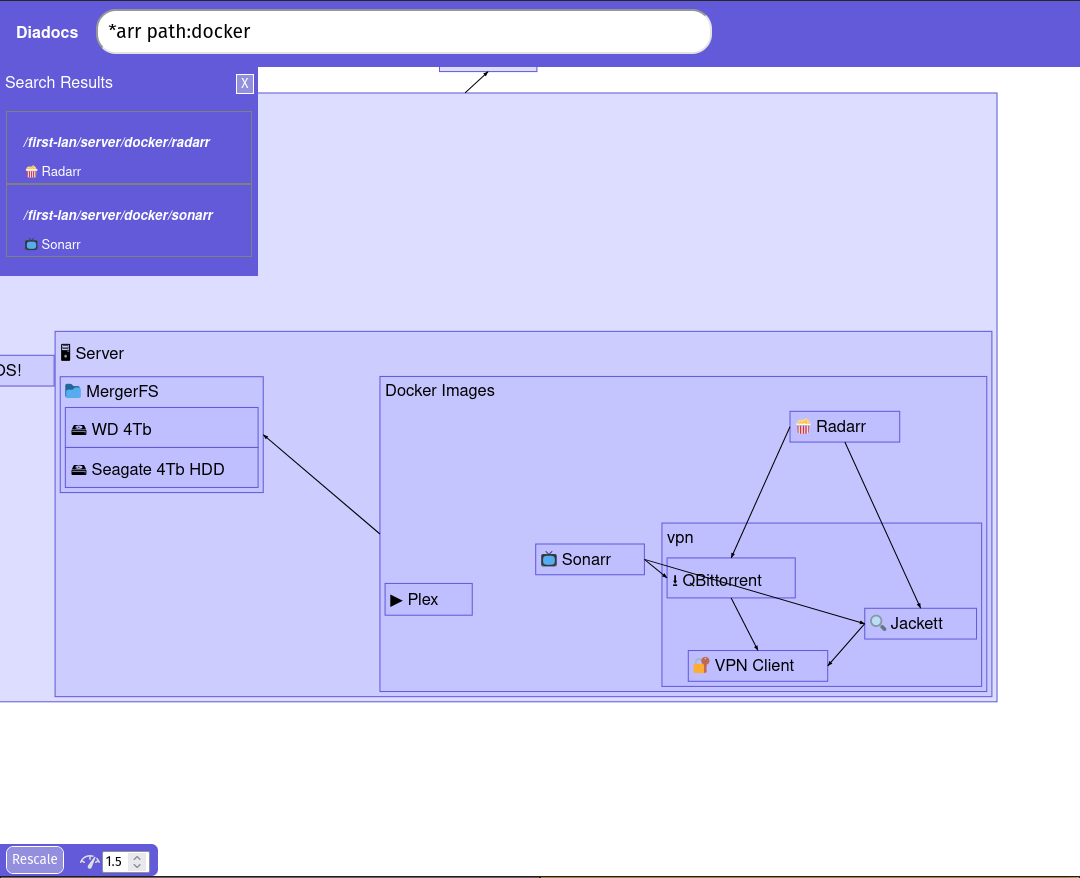 Diadocs
*arr path:docker
Search Results
X
/first-lan/server/docker/radarr
🍿 Radarr
/first-lan/server/docker/sonarr
📺 Sonarr
OS!
🖥 Server
📁 MergerFS
🖴 WD 4Tb
🖴 Seagate 4Tb HDD
Docker Images
🍿 Radarr
vpn
📺 Sonarr
⭳ QBittorrent
▶ Plex
🔍 Jackett
🔐 VPN Client
Rescale
1.5